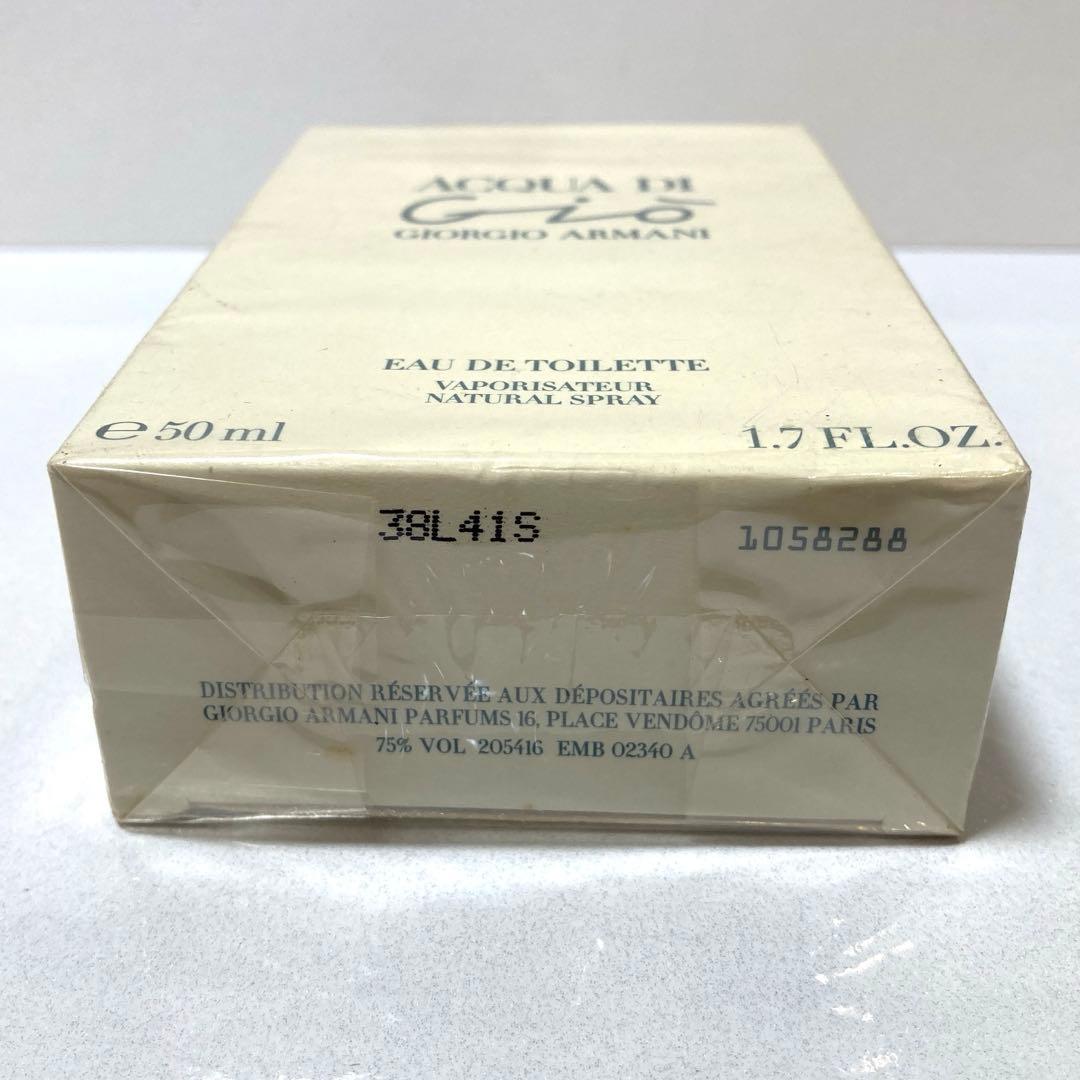 ACQUA DI
Giò
GIORGIO ARMANI
EAU DE TOILETTE
VAPORISATEUR
NATURAL SPRAY
℮ 50 ml
1.7 FL.OZ.
38L41S
1058288
DISTRIBUTION RÉSERVÉE AUX DÉPOSITAIRES AGRÉÉS PAR
GIORGIO ARMANI PARFUMS 16, PLACE VENDÔME 75001 PARIS
75% VOL 205416 EMB 02340 A